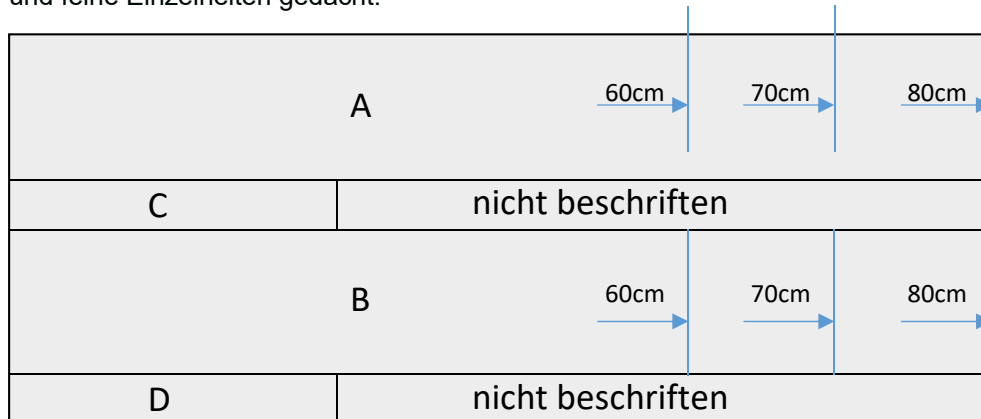 und feine Einzelheiten gedacht.
A 60cm 70cm 80cm
C nicht beschriften
B 60cm 70cm 80cm
D nicht beschriften